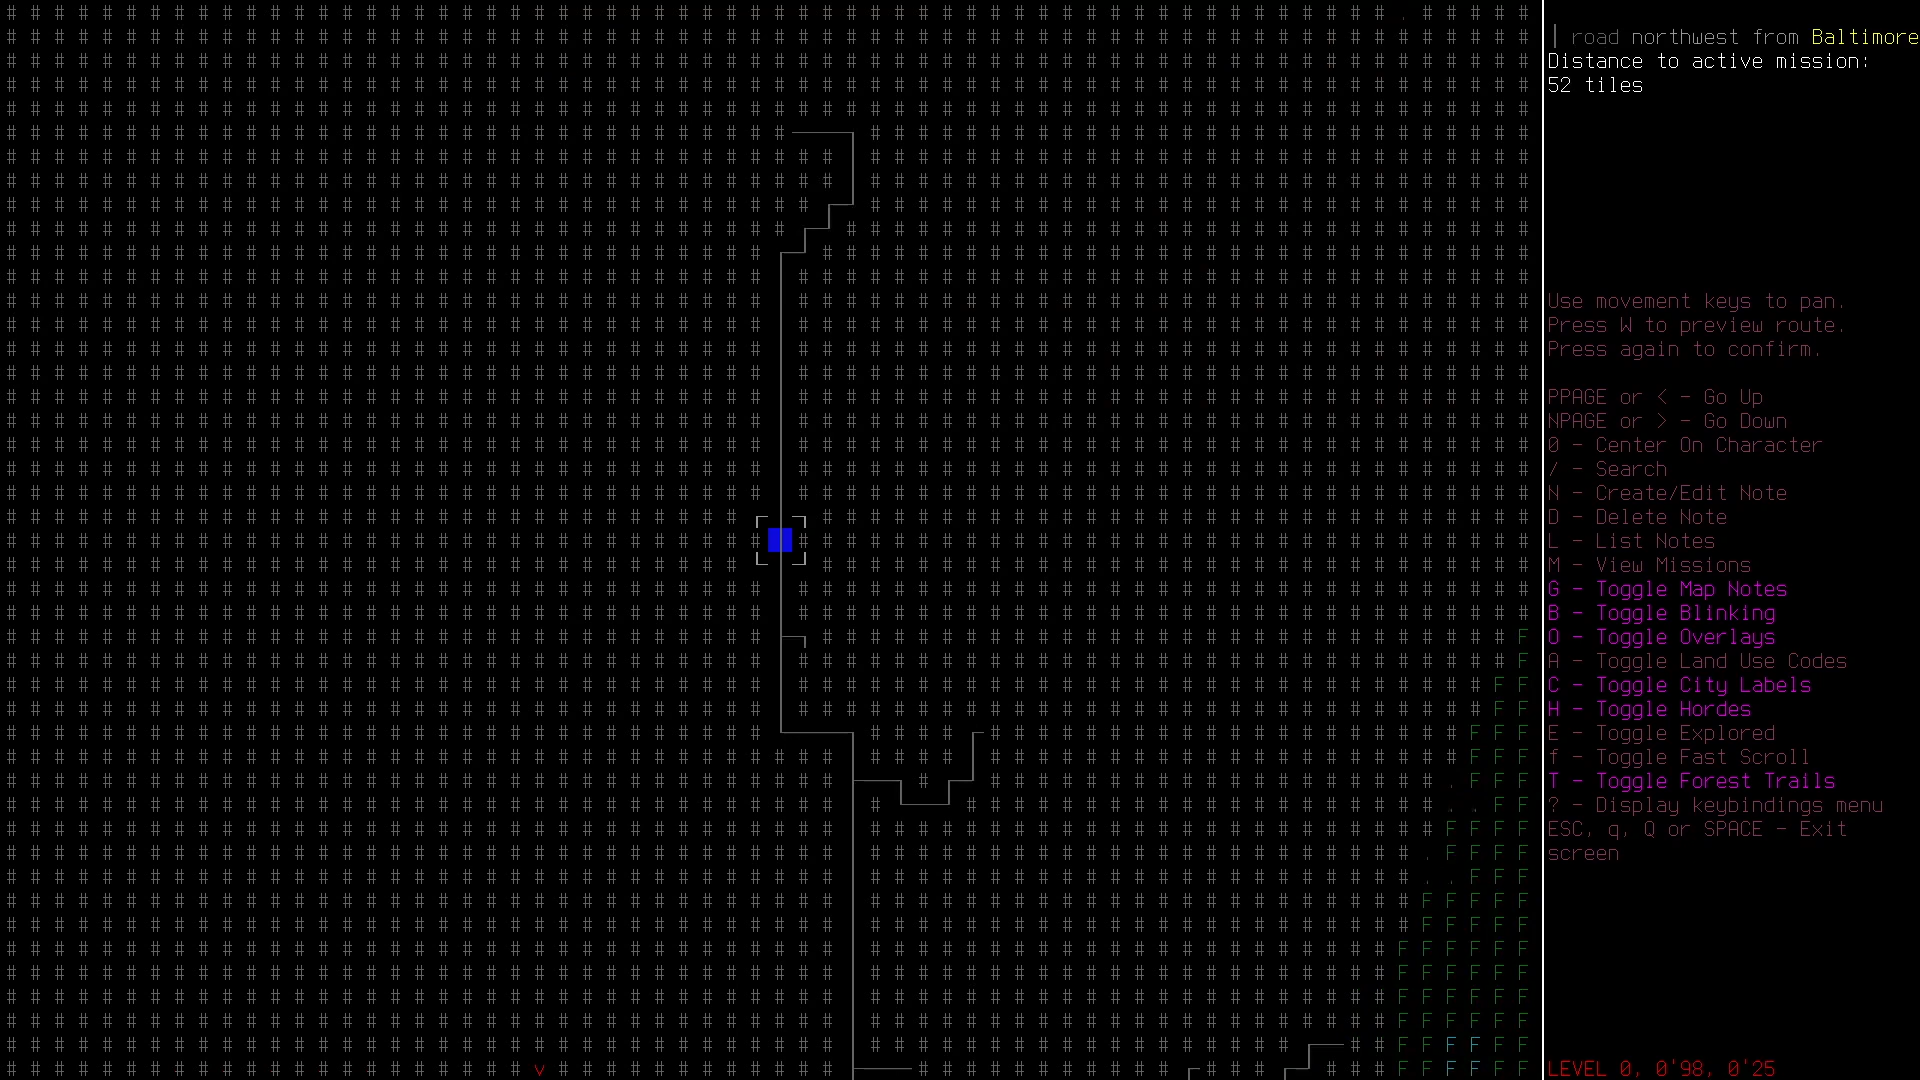 | road northwest from Baltimore
Distance to active mission:
52 tiles
Use movement keys to pan.
Press W to preview route.
Press again to confirm.
PPAGE or < - Go Up
NPAGE or > - Go Down
0 - Center On Character
/ - Search
N - Create/Edit Note
D - Delete Note
L - List Notes
M - View Missions
G - Toggle Map Notes
B - Toggle Blinking
O - Toggle Overlays
A - Toggle Land Use Codes
C - Toggle City Labels
H - Toggle Hordes
E - Toggle Explored
f - Toggle Fast Scroll
T - Toggle Forest Trails
? - Display keybindings menu
ESC, q, Q or SPACE - Exit
screen
LEVEL 0, 0'98, 0'25